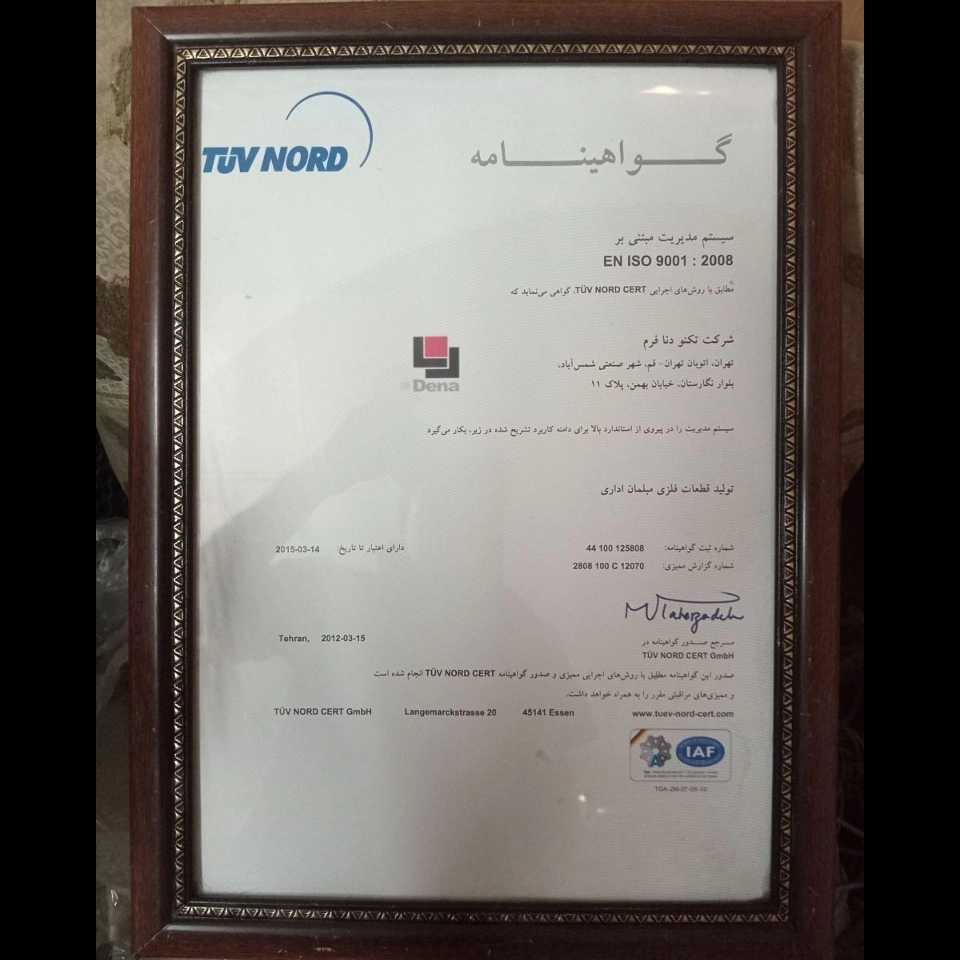 TÜV NORD
گـــواهینـــامه
سیستم مدیریت مبتنی بر
EN ISO 9001 : 2008
مطابق با روش‌های اجرایی TÜV NORD CERT گواهی می‌نماید که
شرکت تکنو دنا فرم
تهران، اتوبان تهران- قم، شهر صنعتی شمس‌آباد،
بلوار نگارستان، خیابان بهمن، پلاک ۱۱
Dena
سیستم مدیریت را در پیروی از استاندارد بالا برای دامنه کاربرد تشریح شده در زیر، بکار می‌گیرد
تولید قطعات فلزی مبلمان اداری
شماره ثبت گواهینامه: 44 100 125808 دارای اعتبار تا تاریخ: 2015-03-14
شماره گزارش ممیزی: 2808 100 C 12070
Tehran, 2012-03-15
مـرجع صـــدور گواهینامه در
TÜV NORD CERT GmbH
صدور این گواهینامه مطابق با روش‌های اجرایی ممیزی و صدور گواهینامه TÜV NORD CERT انجام شده است
و ممیزی‌های مراقبتی مقرر را به همراه خواهد داشت.
TÜV NORD CERT GmbH Langemarckstrasse 20 45141 Essen www.tuev-nord-cert.com
IAF